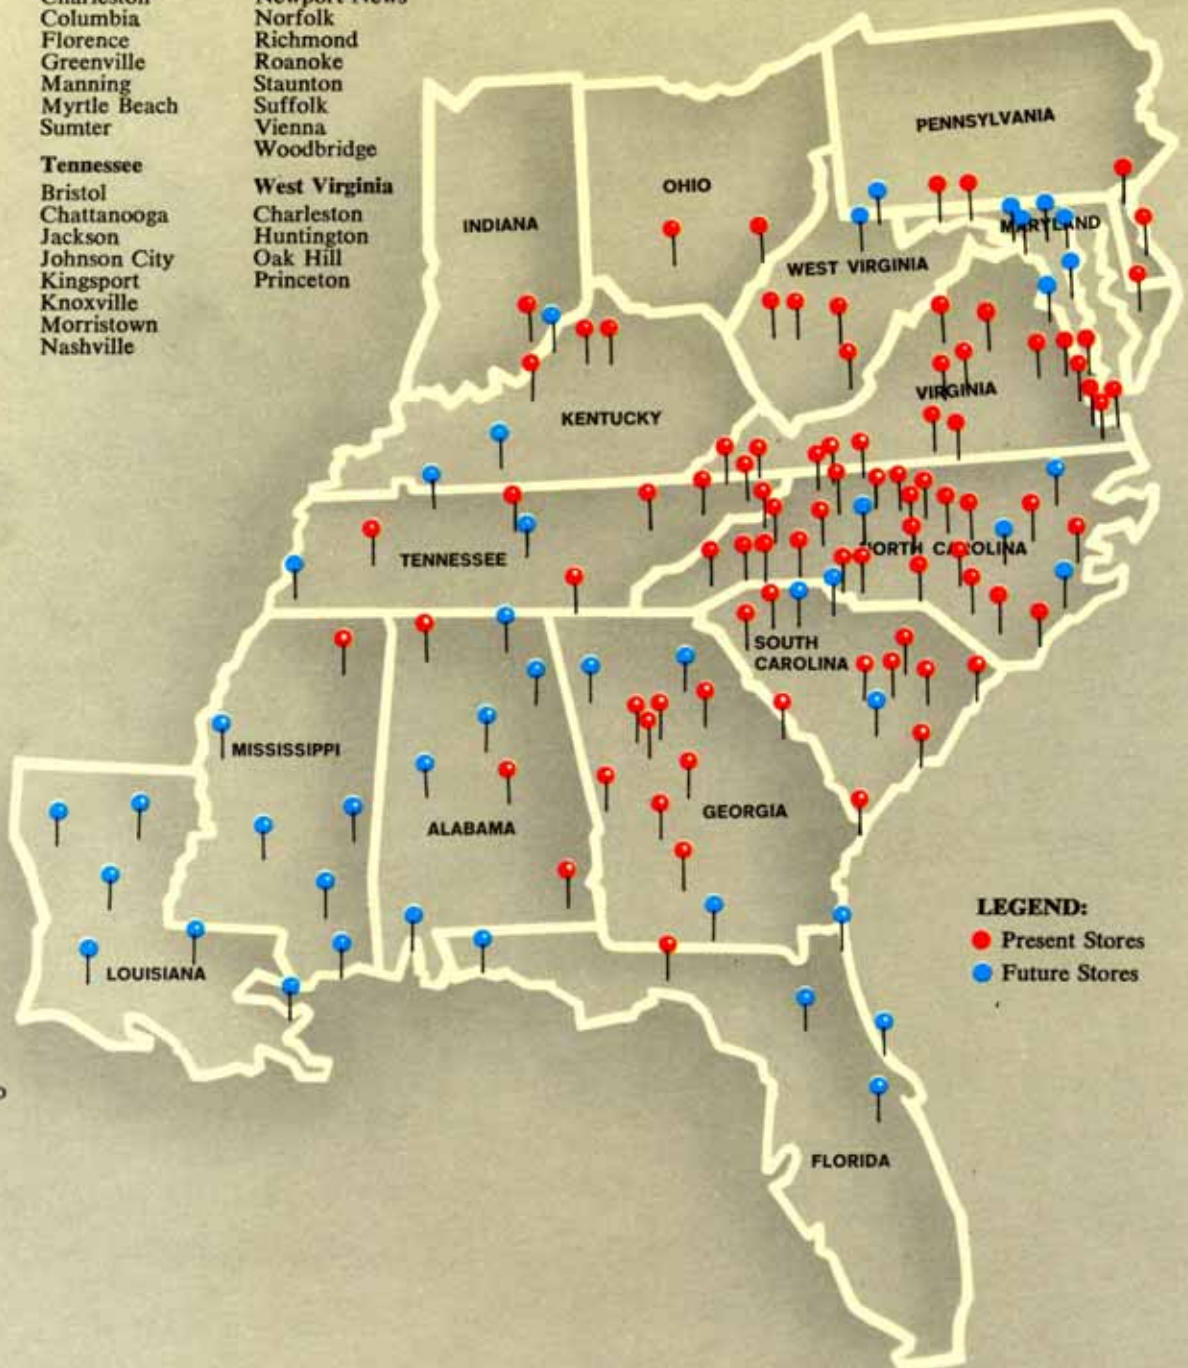 Columbia
Florence
Greenville
Manning
Myrtle Beach
Sumter
Tennessee
Bristol
Chattanooga
Jackson
Johnson City
Kingsport
Knoxville
Morristown
Nashville
Newport News
Norfolk
Richmond
Roanoke
Staunton
Suffolk
Vienna
Woodbridge
West Virginia
Charleston
Huntington
Oak Hill
Princeton
PENNSYLVANIA
OHIO
INDIANA
MARYLAND
WEST VIRGINIA
VIRGINIA
KENTUCKY
TENNESSEE
NORTH CAROLINA
SOUTH
CAROLINA
MISSISSIPPI
ALABAMA
GEORGIA
LOUISIANA
FLORIDA
LEGEND:
Present Stores
Future Stores